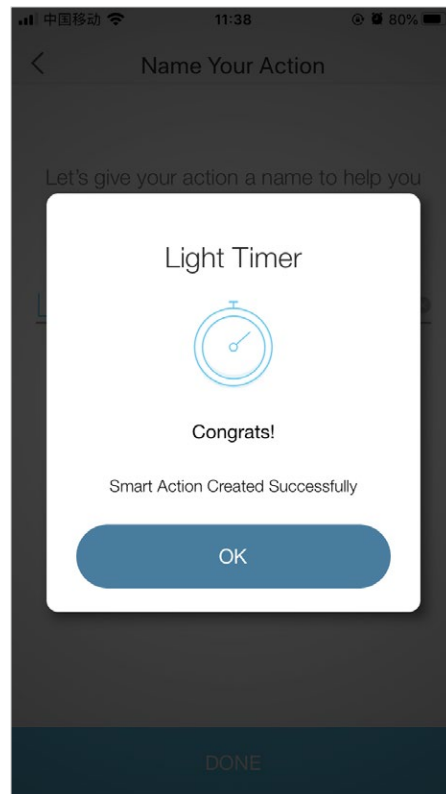 中国移动 11:38 80%
Name Your Action
Let's give your action a name to help you
Light Timer
Congrats!
Smart Action Created Successfully
OK
DONE